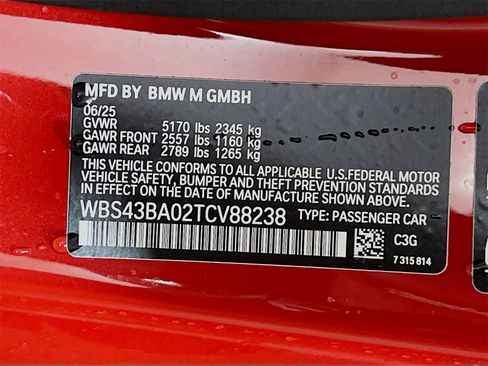 MFD BY BMW M GMBH
06/25
GVWR 5170 lbs 2345 kg
GAWR FRONT 2557 lbs 1160 kg
GAWR REAR 2789 lbs 1265 kg
THIS VEHICLE CONFORMS TO ALL APPLICABLE U.S.FEDERAL MOTOR
VEHICLE SAFETY, BUMPER AND THEFT PREVENTION STANDARDS
IN EFFECT ON THE DATE OF MANUFACTURE SHOWN ABOVE.
WBS43BA02TCV88238 TYPE: PASSENGER CAR
C3G
7 315 814